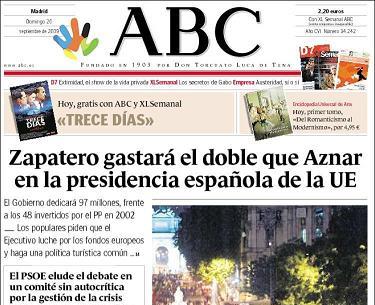 Madrid
Domingo 20
septiembre de 2009
www.abc.es
ABC
2,20 euros
Con XL Semanal ABC
Año CVI Número 34.242
FUNDADO EN 1903 POR DON TORCUATO LUCA DE TENA
D7 Extimidad, el show de la vida privada XLSemanal Los secretos de Gabo Empresa Austeridad, sí o sí
TRECE DÍAS
Hoy, gratis con ABC y XLSemanal
«TRECE DÍAS»
Enciclopedia Universal de Arte
Hoy, primer tomo,
«Del Romanticismo al
Modernismo», por 4,95 €
Zapatero gastará el doble que Aznar
en la presidencia española de la UE
El Gobierno dedicará 97 millones, frente
a los 48 invertidos por el PP en 2002
Los populares piden que el
Ejecutivo luche por los fondos europeos
y haga una política turística común
El PSOE elude el debate en
un comité sin autocrítica
por la gestión de la crisis